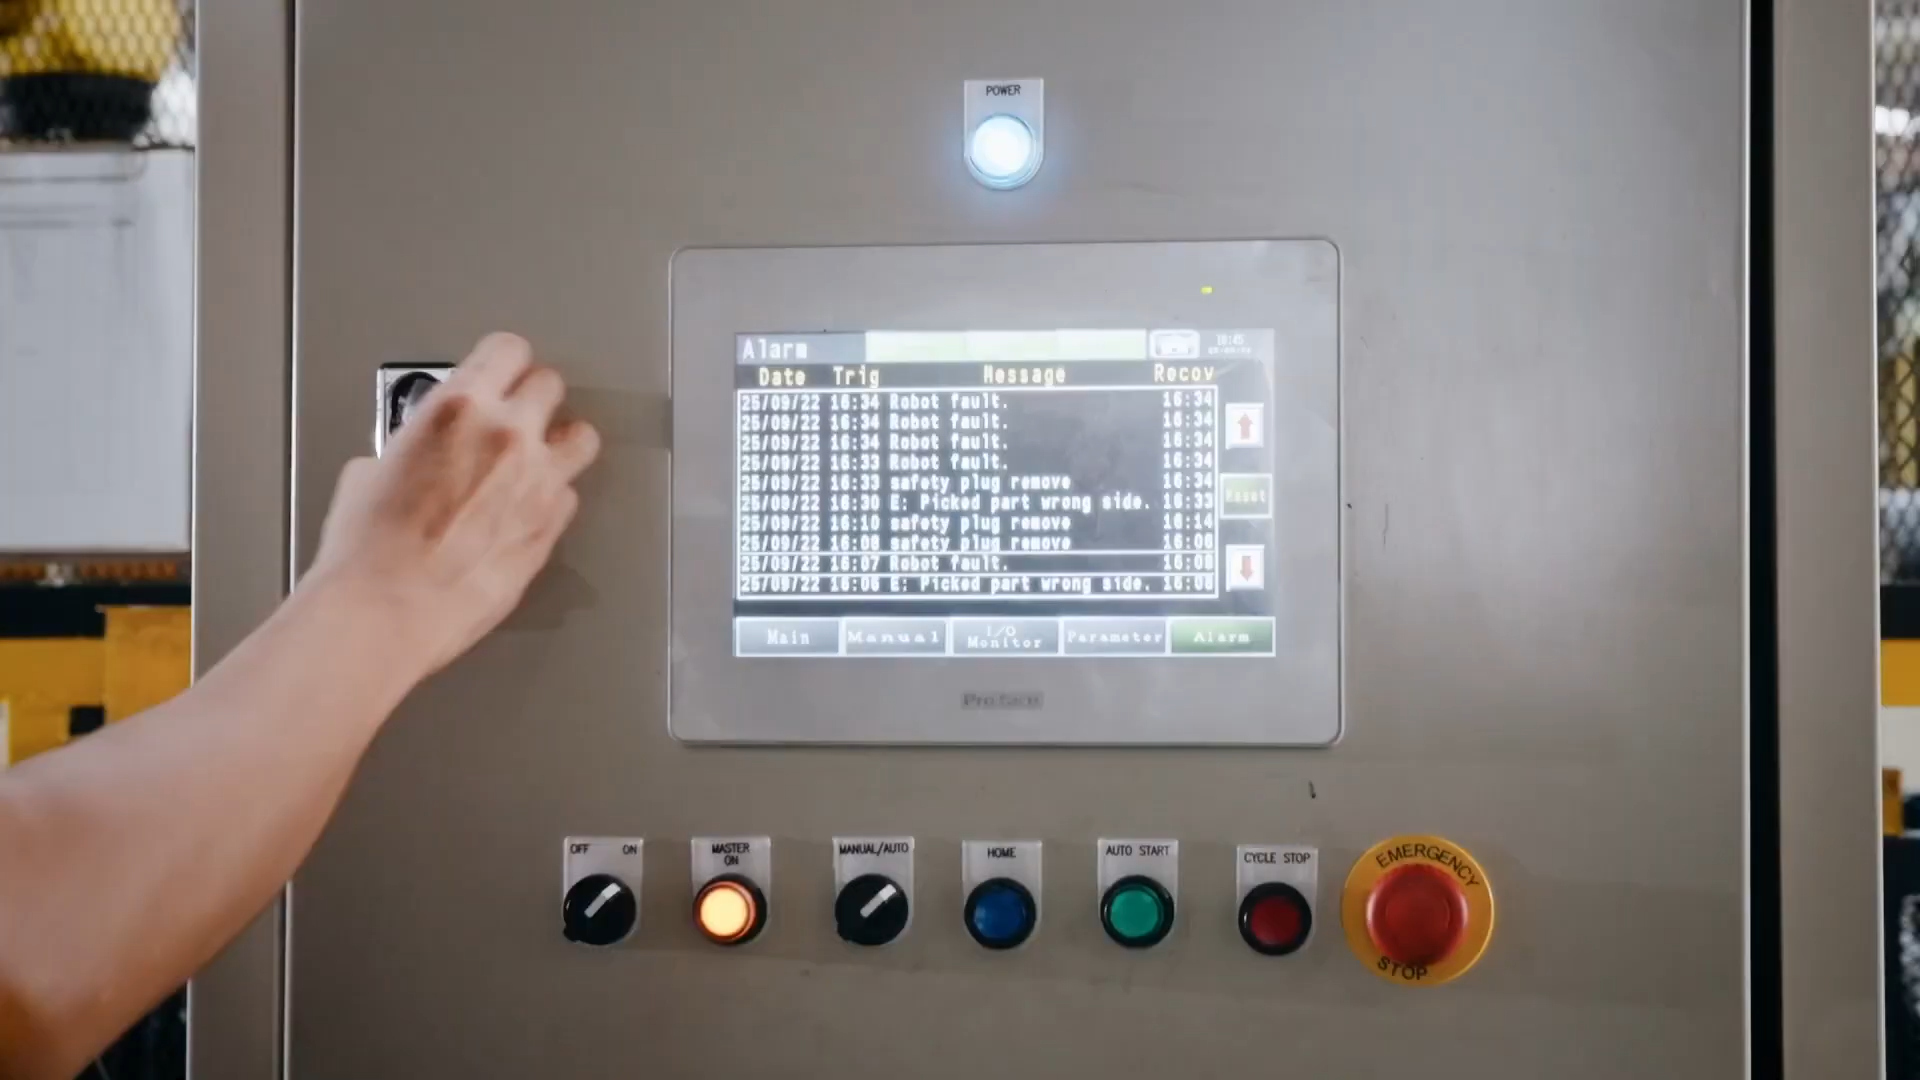 POWER
Alarm
16:45
Date Trig Message Recov
25/09/22 16:34 Robot fault. 16:34
25/09/22 16:34 Robot fault. 16:34
25/09/22 16:34 Robot fault. 16:34
25/09/22 16:33 Robot fault. 16:34
25/09/22 16:33 safety plug remove 16:34
25/09/22 16:30 E: Picked part wrong side. 16:33
25/09/22 16:10 safety plug remove 16:14
25/09/22 16:08 safety plug remove 16:08
25/09/22 16:07 Robot fault. 16:08
25/09/22 16:06 E: Picked part wrong side. 16:06
Reset
Main Manual I/O Monitor Parameter Alarm
Pro-face
OFF ON
MASTER ON
MANUAL/AUTO
HOME
AUTO START
CYCLE STOP
EMERGENCY
STOP